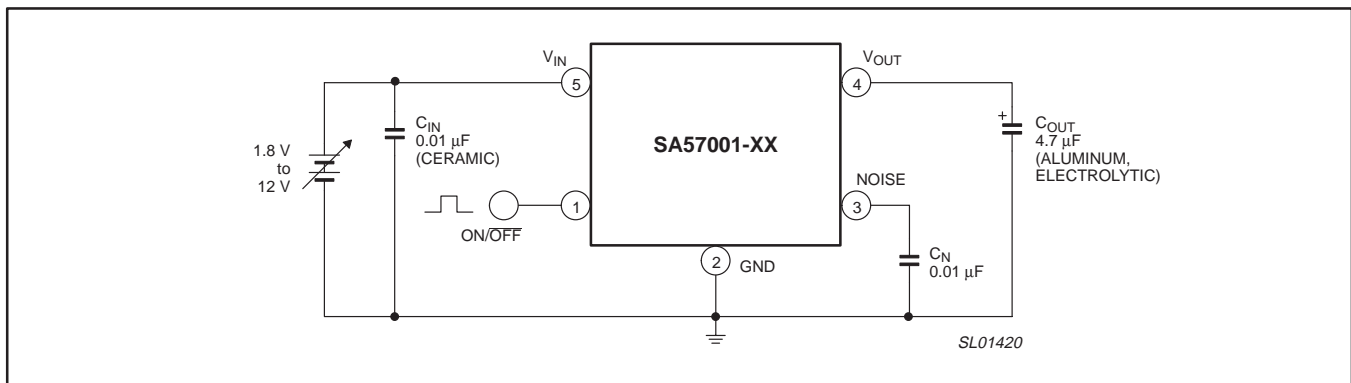 V_IN
5
4
V_OUT
C_IN
0.01 μF
(CERAMIC)
1.8 V
to
12 V
SA57001-XX
+
C_OUT
4.7 μF
(ALUMINUM,
ELECTROLYTIC)
NOISE
1
3
ON/OFF
2
GND
C_N
0.01 μF
SL01420